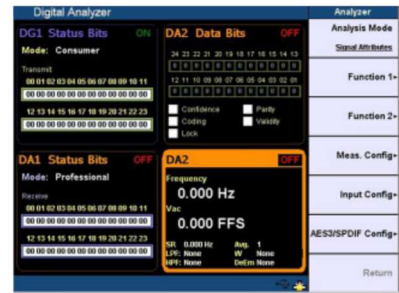 Digital Analyzer
Analyzer
DG1 Status Bits ON
Mode: Consumer
Transmit
00 01 02 03 04 05 06 07 08 09 10 11
00 00 00 00 00 00 00 00 00 00 00 00
12 13 14 15 16 17 18 19 20 21 22 23
00 00 00 00 00 00 00 00 00 00 00 00
DA2 Data Bits OFF
24 23 22 21 20 19 18 17 16 15 14 13
0 0 0 0 0 0 0 0 0 0 0 0
12 11 10 09 08 07 06 05 04 03 02 01
0 0 0 0 0 0 0 0 0 0 0 0
Confidence Parity
Coding Validity
Lock
DA1 Status Bits OFF
Mode: Professional
Receive
00 01 02 03 04 05 06 07 08 09 10 11
00 00 00 00 00 00 00 00 00 00 00 00
12 13 14 15 16 17 18 19 20 21 22 23
00 00 00 00 00 00 00 00 00 00 00 00
DA2 OFF
Frequency
0.000 Hz
Vac
0.000 FFS
SR 0.000 Hz Avg. 1
LPF: None W None
HPF: None DeEm None
Analysis Mode
Signal Attributes
Function 1
Function 2
Meas. Config
Input Config
AES3/SPDIF Config
Return